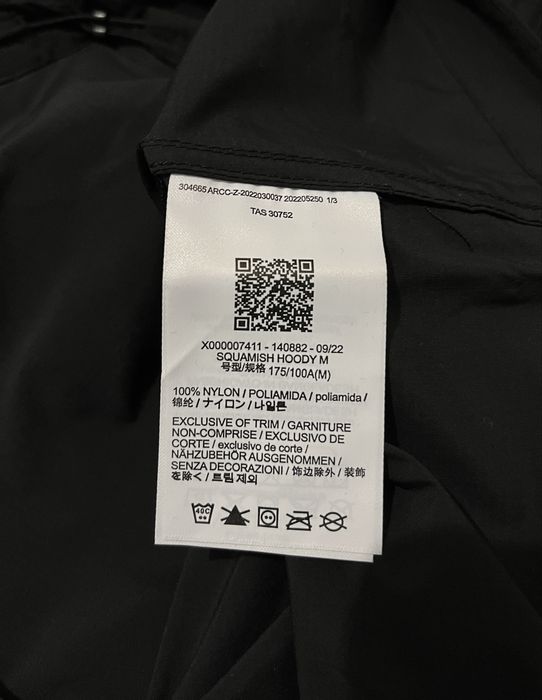 304665 ARCC-Z-2022030037 202205250 1/3
TAS 30752
X000007411 - 140882 - 09/22
SQUAMISH HOODY M
号型/规格 175/100A(M)
100% NYLON / POLIAMIDA / poliamida /
锦纶 / ナイロン / 나일론
EXCLUSIVE OF TRIM / GARNITURE
NON-COMPRISE / EXCLUSIVO DE
CORTE / exclusivo de corte /
NÄHZUBEHÖR AUSGENOMMEN /
SENZA DECORAZIONI / 饰边除外 / 装飾
を除く / 트림 제외
40C